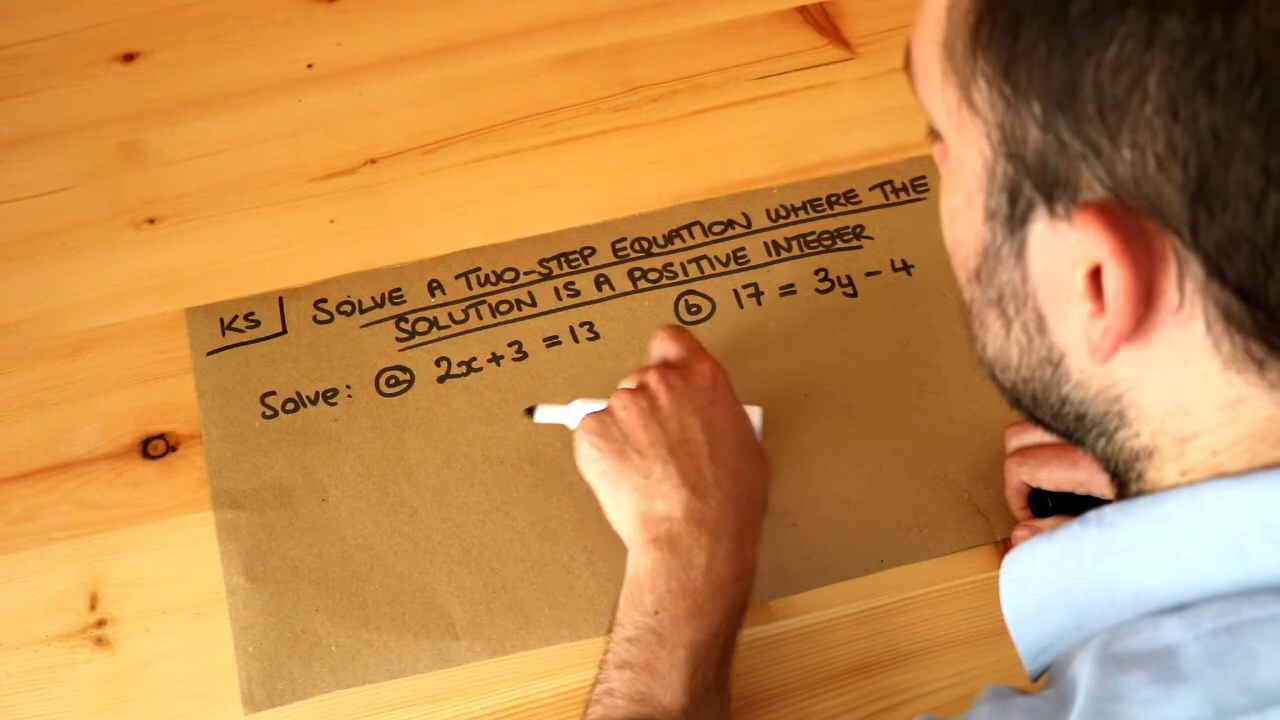 KS SOLVE A TWO-STEP EQUATION WHERE THE
SOLUTION IS A POSITIVE INTEGER
Solve: ⓐ 2x+3 = 13 ⓑ 17 = 3y - 4